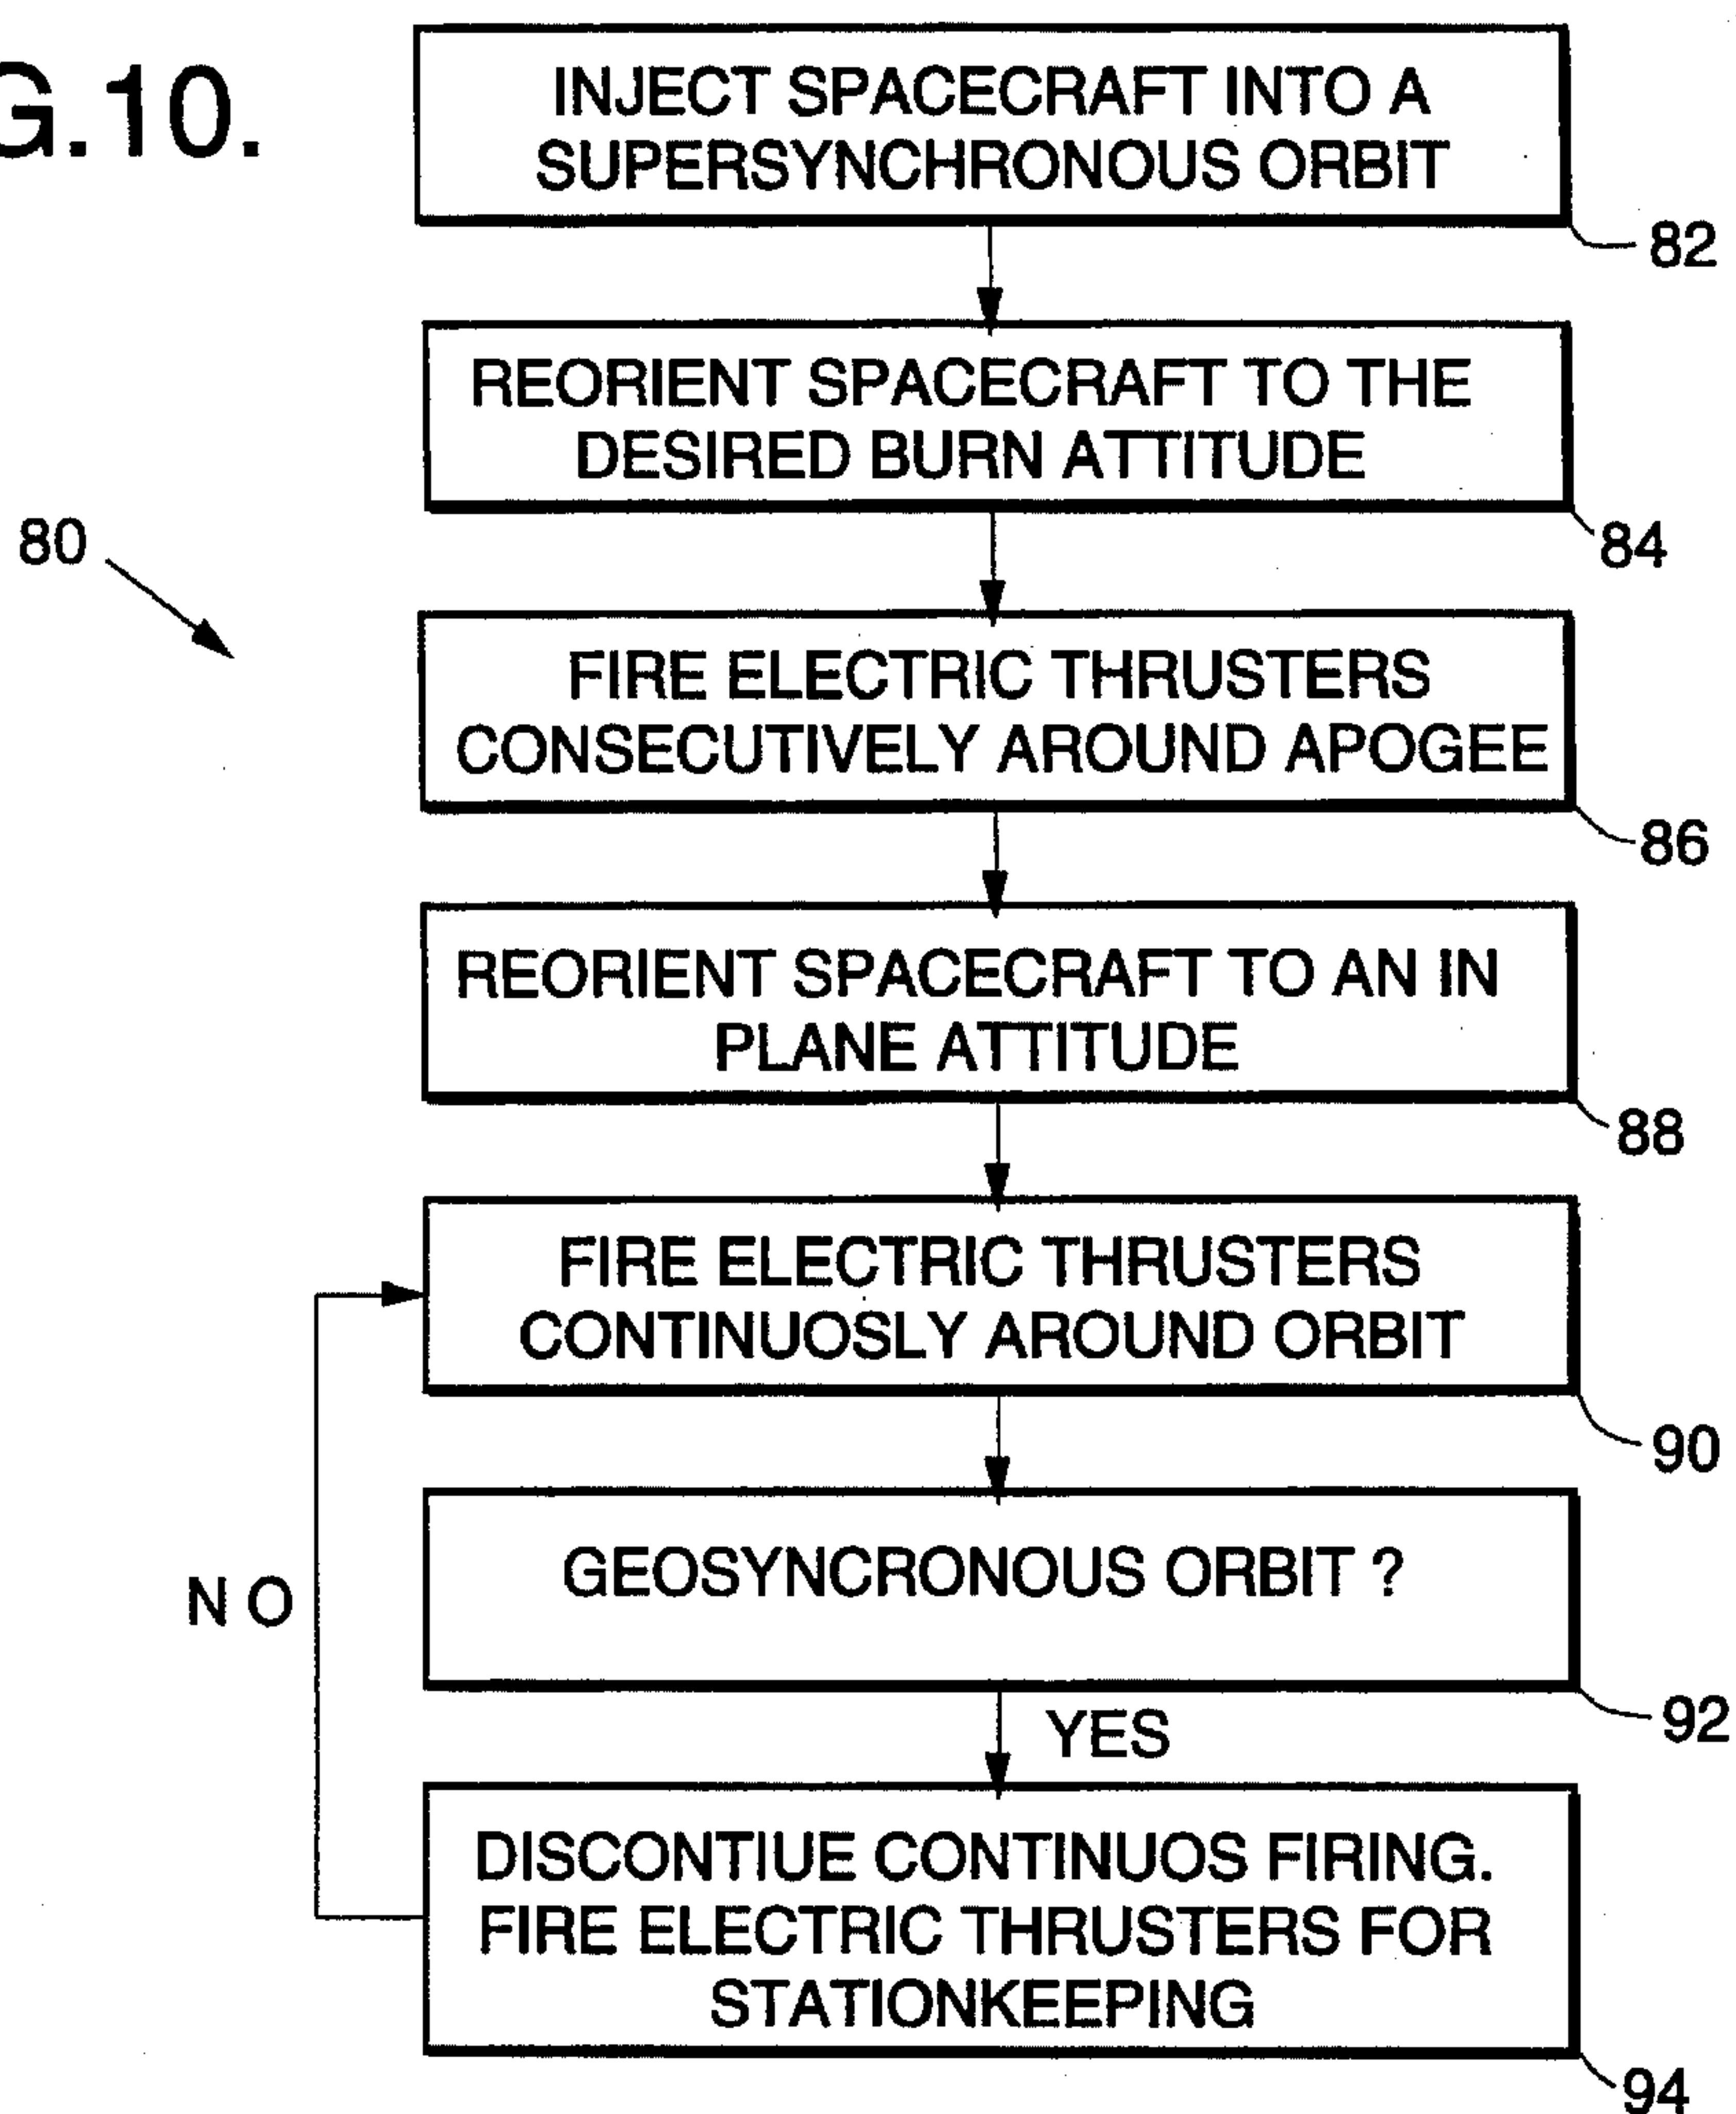 G.10.
INJECT SPACECRAFT INTO A
SUPERSYNCHRONOUS ORBIT
82
REORIENT SPACECRAFT TO THE
DESIRED BURN ATTITUDE
84
80
FIRE ELECTRIC THRUSTERS
CONSECUTIVELY AROUND APOGEE
86
REORIENT SPACECRAFT TO AN IN
PLANE ATTITUDE
88
FIRE ELECTRIC THRUSTERS
CONTINUOSLY AROUND ORBIT
90
GEOSYNCRONOUS ORBIT ?
NO
92
YES
DISCONTIUE CONTINUOS FIRING.
FIRE ELECTRIC THRUSTERS FOR
STATIONKEEPING
94